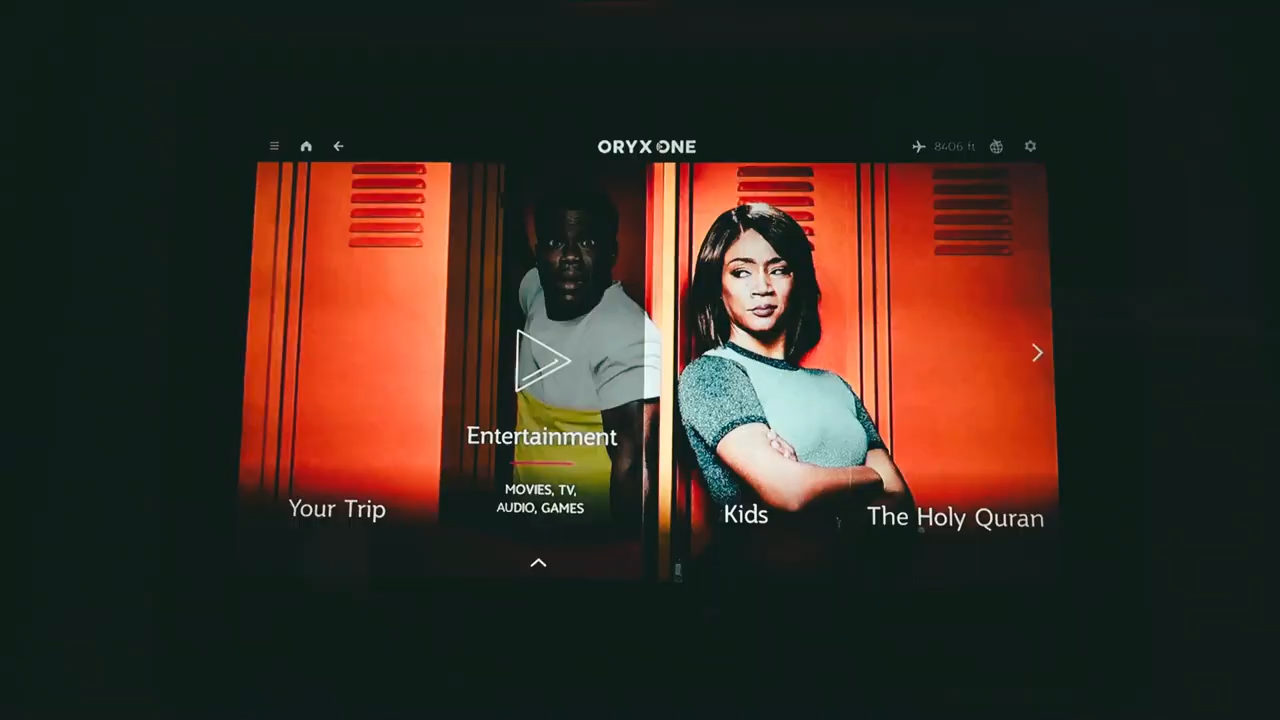 ORYX ONE
8406 ft
Entertainment
MOVIES, TV,
AUDIO, GAMES
Your Trip
Kids
The Holy Quran